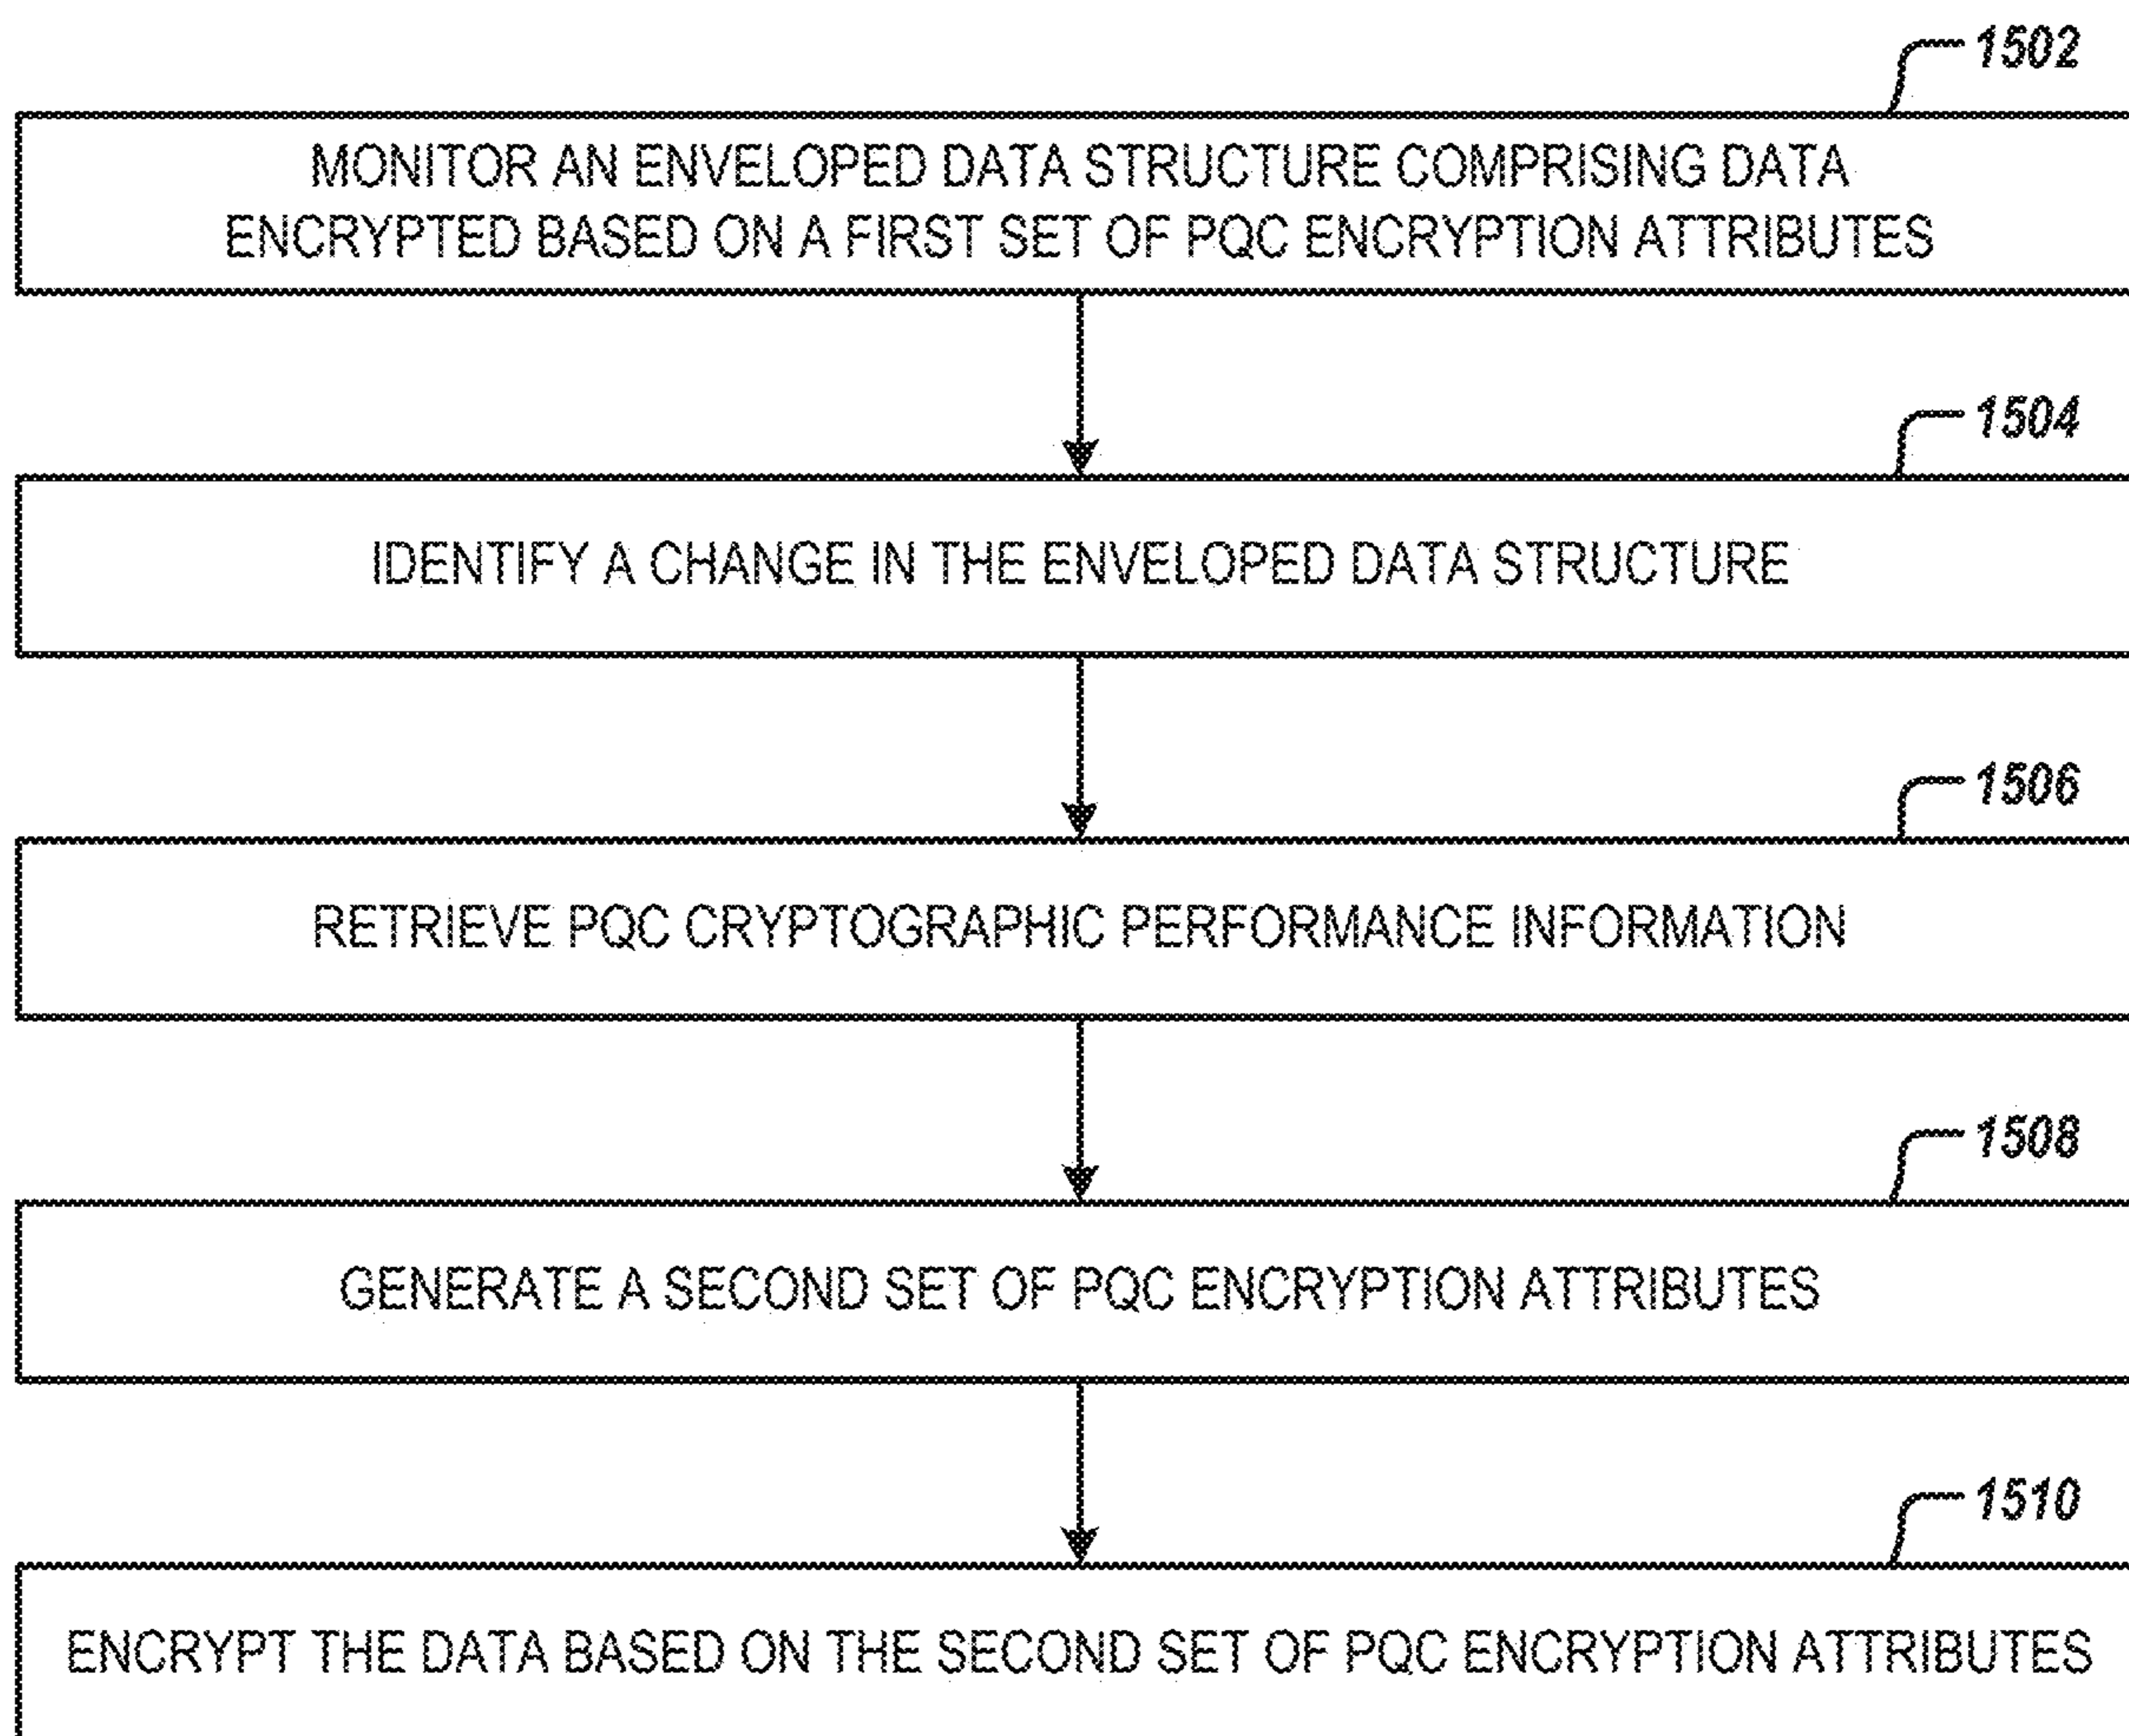 1502
MONITOR AN ENVELOPED DATA STRUCTURE COMPRISING DATA
ENCRYPTED BASED ON A FIRST SET OF PQC ENCRYPTION ATTRIBUTES
1504
IDENTIFY A CHANGE IN THE ENVELOPED DATA STRUCTURE
1506
RETRIEVE PQC CRYPTOGRAPHIC PERFORMANCE INFORMATION
1508
GENERATE A SECOND SET OF PQC ENCRYPTION ATTRIBUTES
1510
ENCRYPT THE DATA BASED ON THE SECOND SET OF PQC ENCRYPTION ATTRIBUTES